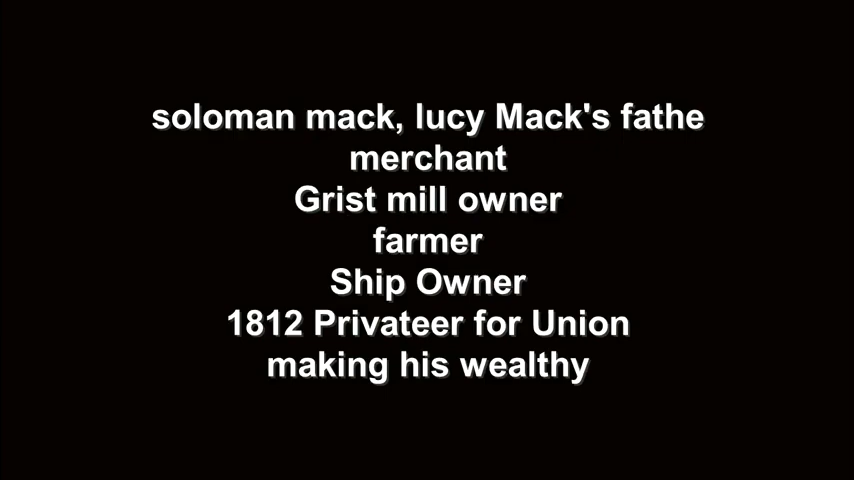 soloman mack, lucy Mack's fathe
merchant
Grist mill owner
farmer
Ship Owner
1812 Privateer for Union
making his wealthy